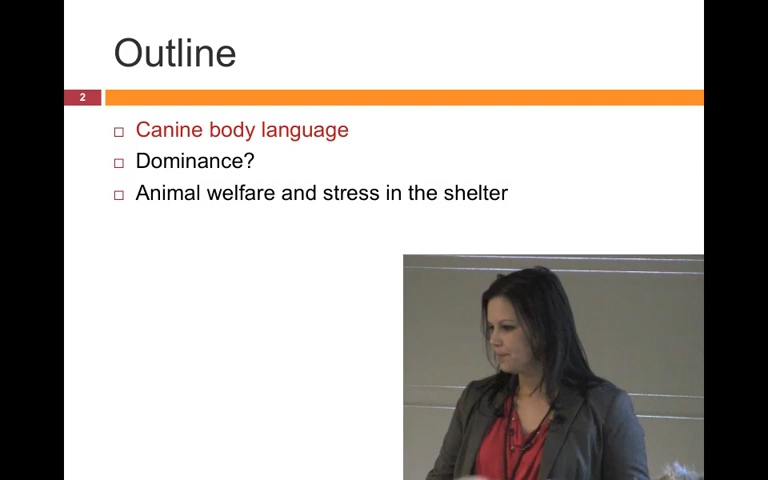 Outline
2
Canine body language
Dominance?
Animal welfare and stress in the shelter